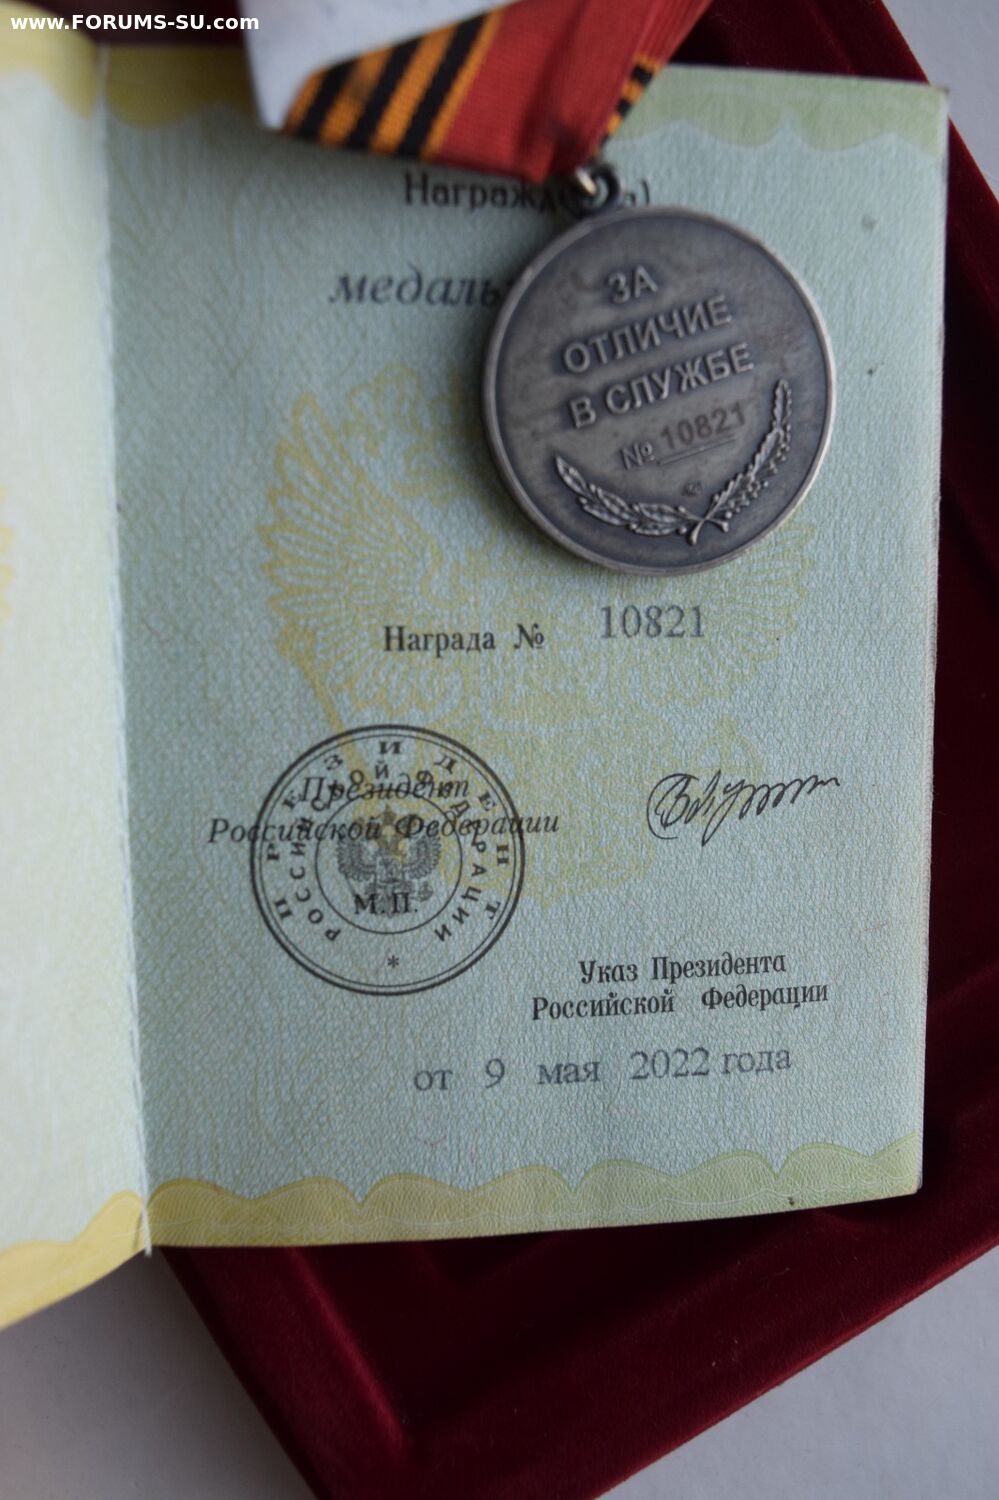 www.FORUMS-SU.com
Награжд а)
медаль
ЗА
ОТЛИЧИЕ
В СЛУЖБЕ
№ 10821
Награда № 10821
ПРЕЗИДЕНТ
РОССИЙСКОЙ ФЕДЕРАЦИИ
*
Президент
Российской Федерации
М.П.
Указ Президента
Российской Федерации
от 9 мая 2022 года